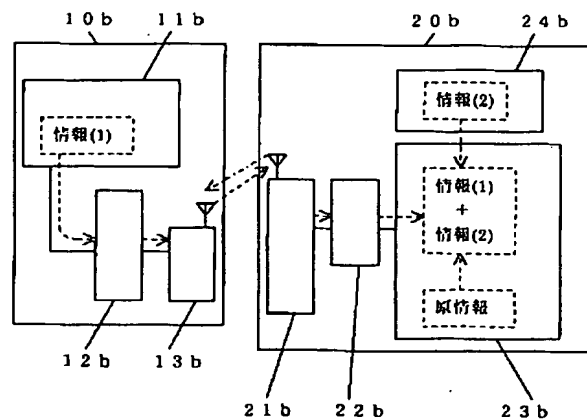 10b
11b
20b
24b
情報(1)
情報(2)
情報(1)
+
情報(2)
原情報
12b
13b
21b
22b
23b